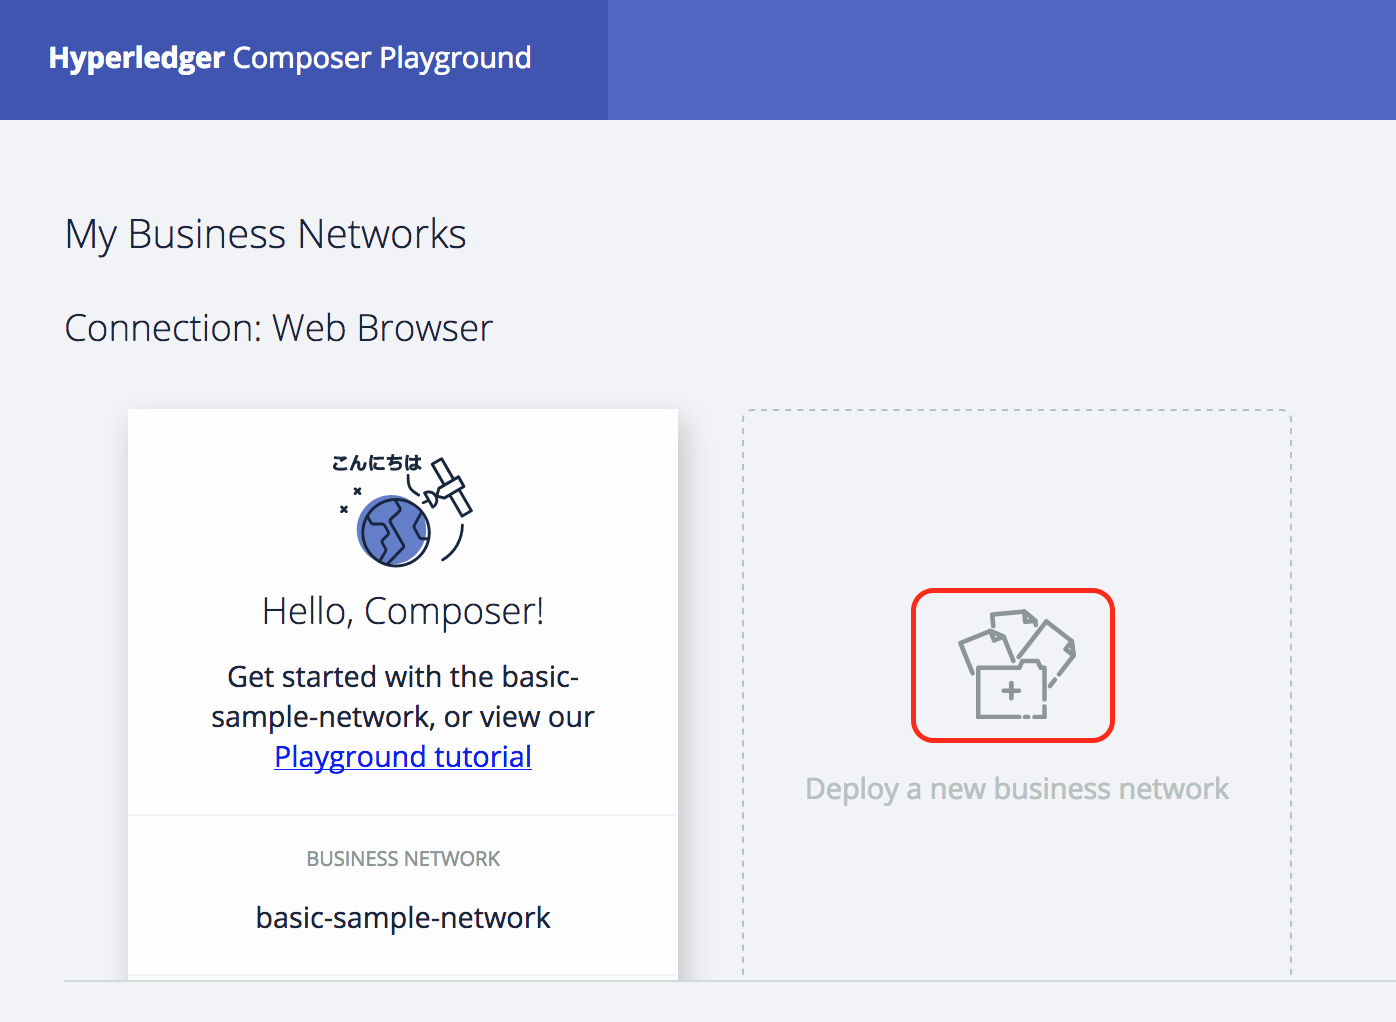 Hyperledger Composer Playground
My Business Networks
Connection: Web Browser
こんにちは
Hello, Composer!
Get started with the basic-
sample-network, or view our
Playground tutorial
BUSINESS NETWORK
basic-sample-network
Deploy a new business network